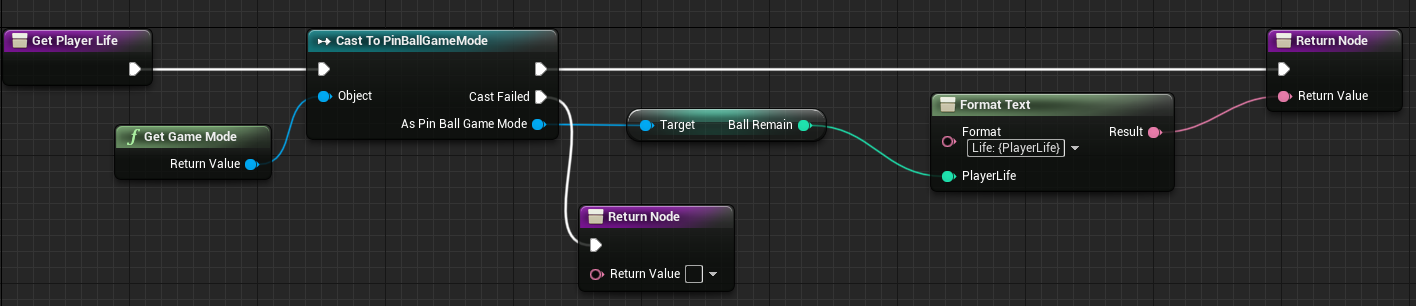 Get Player Life
Cast To PinBallGameMode
Return Node
Object
Cast Failed
Return Value
Format Text
As Pin Ball Game Mode
Target
Ball Remain
Format
Result
Get Game Mode
Life: {PlayerLife}
Return Value
PlayerLife
Return Node
Return Value